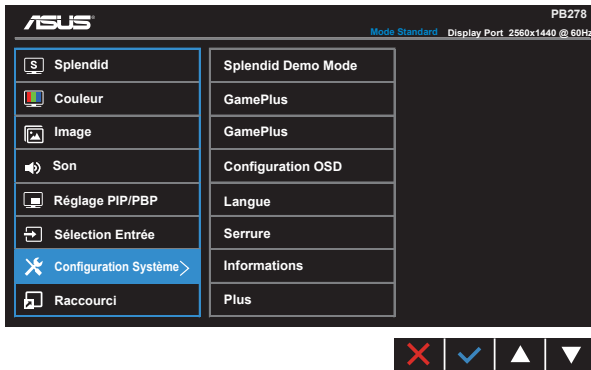 ASUS
PB278
Mode Standard Display Port 2560x1440 @ 60Hz
S Splendid
Couleur
Image
Son
Réglage PIP/PBP
Sélection Entrée
Configuration Système
Raccourci
Splendid Demo Mode
GamePlus
GamePlus
Configuration OSD
Langue
Serrure
Informations
Plus